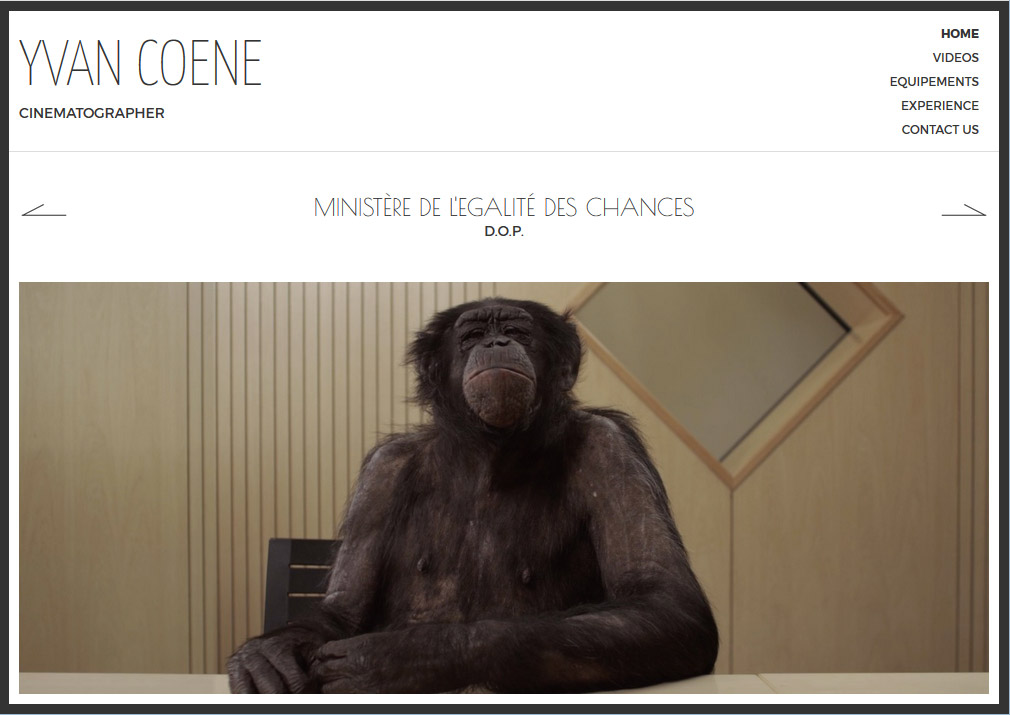 YVAN COENE
CINEMATOGRAPHER
HOME
VIDEOS
EQUIPEMENTS
EXPERIENCE
CONTACT US
MINISTÈRE DE L'EGALITÉ DES CHANCES
D.O.P.